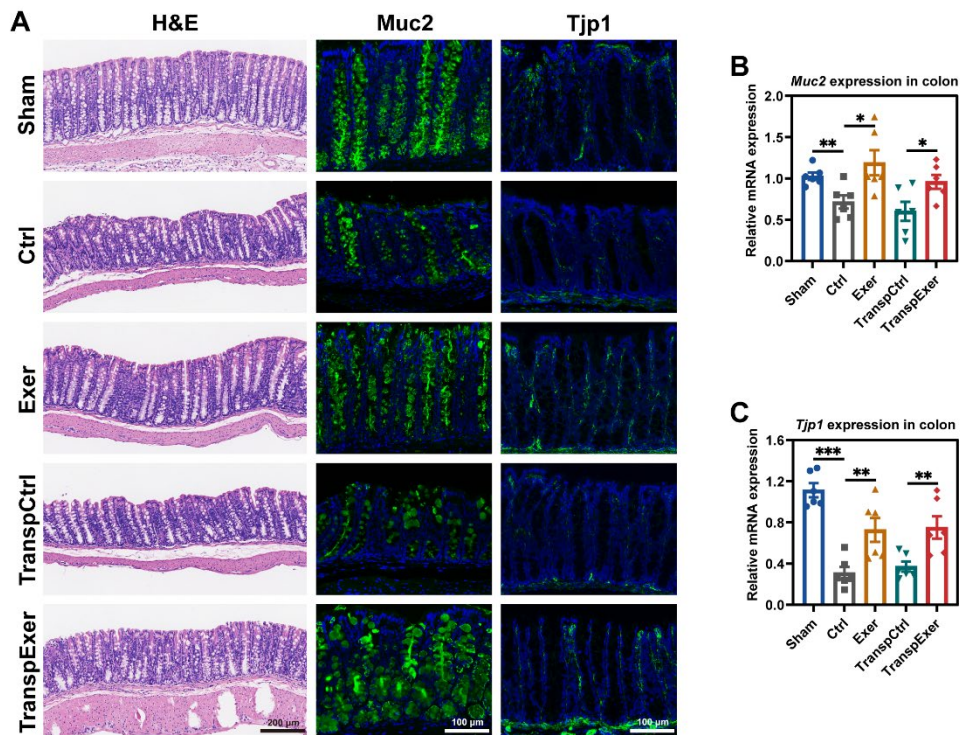 A
H&E
Muc2
Tjp1
Sham
Ctrl
Exer
TranspCtrl
TranspExer
200 μm
100 μm
100 μm
B
Muc2 expression in colon
Relative mRNA expression
2.0
1.5
1.0
0.5
0.0
**
*
*
Sham
Ctrl
Exer
TranspCtrl
TranspExer
C
Tjp1 expression in colon
Relative mRNA expression
1.6
1.2
0.8
0.4
0.0
***
**
**
Sham
Ctrl
Exer
TranspCtrl
TranspExer